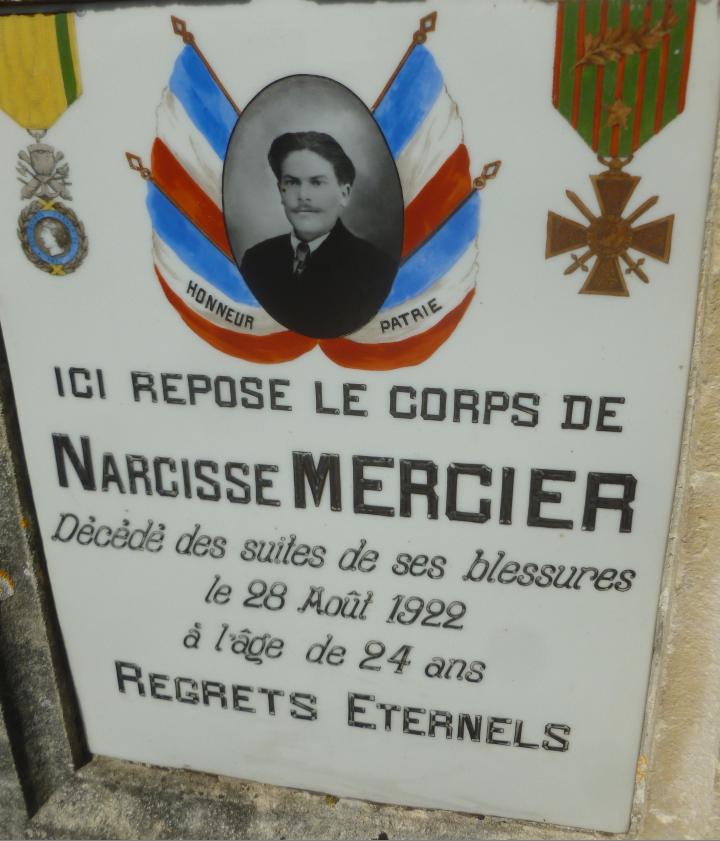 HONNEUR PATRIE
ICI REPOSE LE CORPS DE
NARCISSE MERCIER
Décédé des suites de ses blessures
le 28 Août 1922
à l'âge de 24 ans
REGRETS ETERNELS